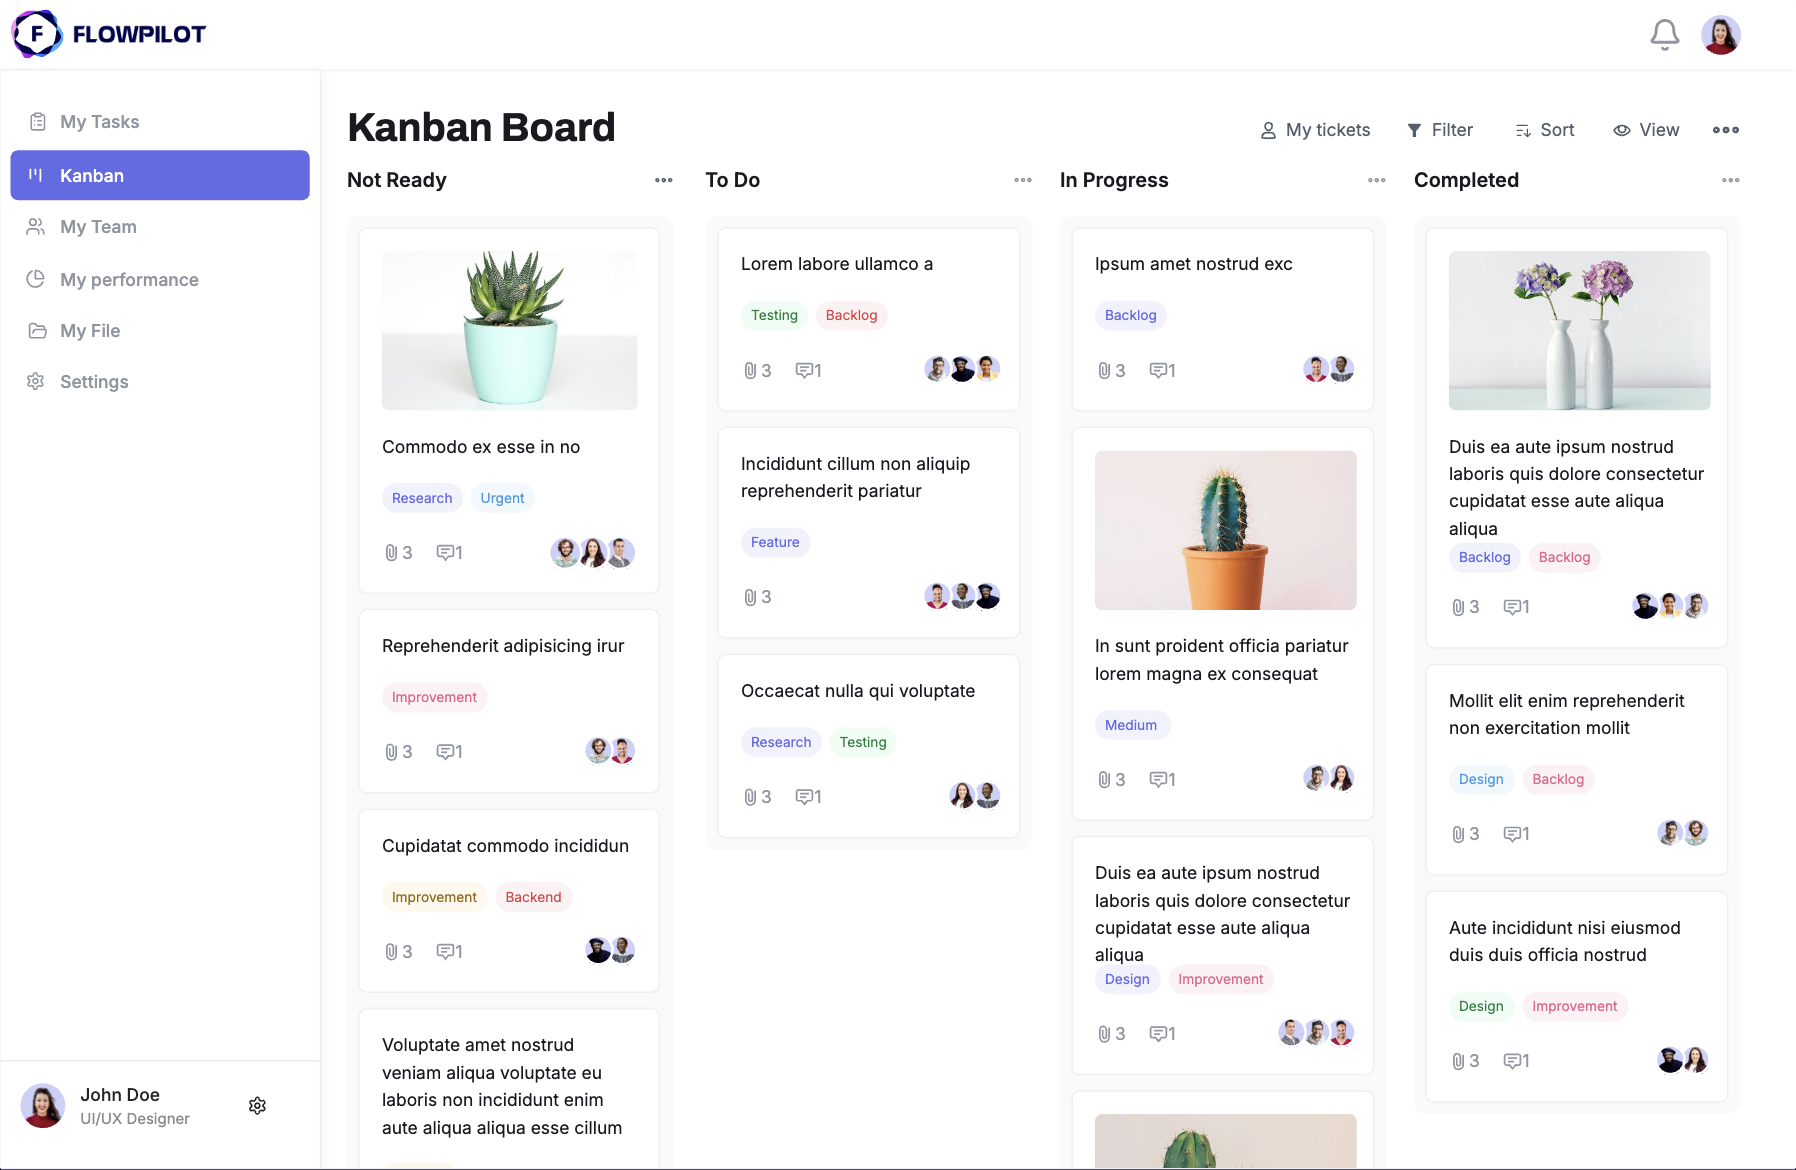 F FLOWPILOT
My Tasks
Kanban
My Team
My performance
My File
Settings
John Doe
UI/UX Designer
Kanban Board
My tickets
Filter
Sort
View
Not Ready
Commodo ex esse in no
Research Urgent
3 1
Reprehenderit adipisicing irur
Improvement
3 1
Cupidatat commodo incididun
Improvement Backend
3 1
Voluptate amet nostrud
veniam aliqua voluptate eu
laboris non incididunt enim
aute aliqua aliqua esse cillum
To Do
Lorem labore ullamco a
Testing Backlog
3 1
Incididunt cillum non aliquip
reprehenderit pariatur
Feature
3
Occaecat nulla qui voluptate
Research Testing
3 1
In Progress
Ipsum amet nostrud exc
Backlog
3 1
In sunt proident officia pariatur
lorem magna ex consequat
Medium
3 1
Duis ea aute ipsum nostrud
laboris quis dolore consectetur
cupidatat esse aute aliqua
aliqua
Design Improvement
3 1
Completed
Duis ea aute ipsum nostrud
laboris quis dolore consectetur
cupidatat esse aute aliqua
aliqua
Backlog Backlog
3 1
Mollit elit enim reprehenderit
non exercitation mollit
Design Backlog
3 1
Aute incididunt nisi eiusmod
duis duis officia nostrud
Design Improvement
3 1